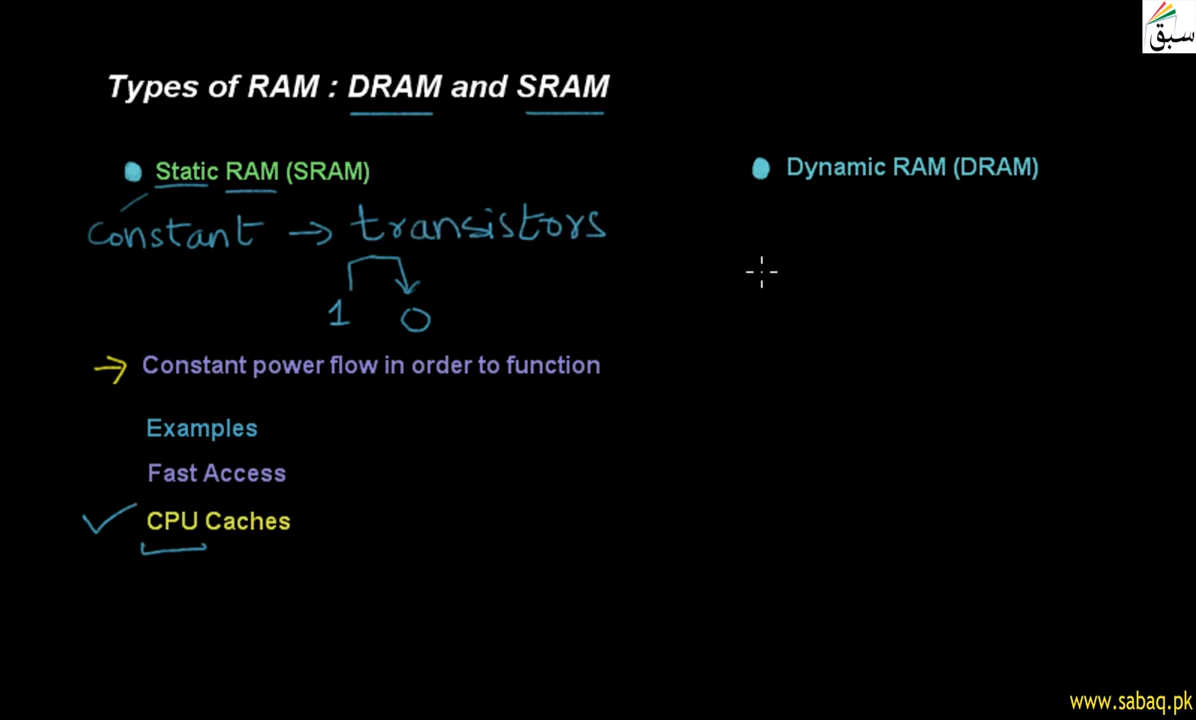 سبق
Types of RAM : DRAM and SRAM
Static RAM (SRAM)
constant → transistors
1 0
→ Constant power flow in order to function
Examples
Fast Access
CPU Caches
Dynamic RAM (DRAM)
www.sabaq.pk